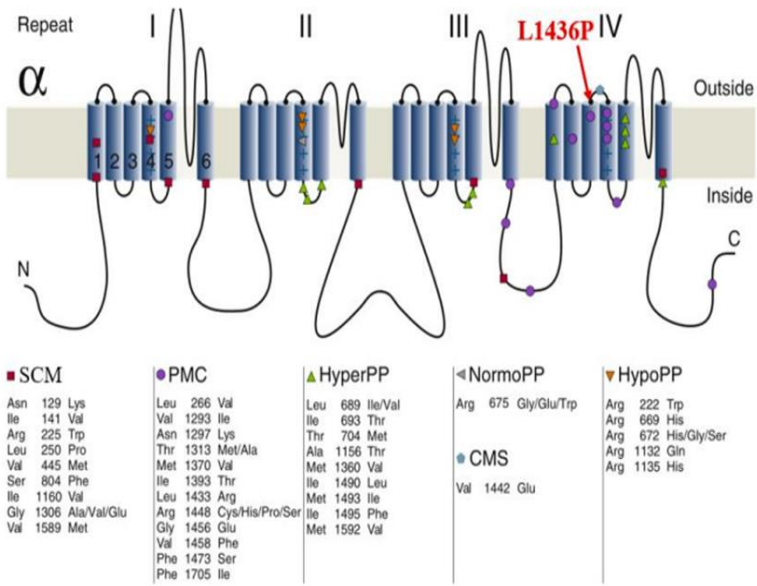 Repeat I II III L1436P IV
α
Outside
1 2 3 4 5 6
Inside
N
C
SCM
Asn 129 Lys
Ile 141 Val
Arg 225 Trp
Leu 250 Pro
Val 445 Met
Ser 804 Phe
Ile 1160 Val
Gly 1306 Ala/Val/Glu
Val 1589 Met
PMC
Leu 266 Val
Val 1293 Ile
Asn 1297 Lys
Thr 1313 Met/Ala
Met 1370 Val
Ile 1393 Thr
Leu 1433 Arg
Arg 1448 Cys/His/Pro/Ser
Gly 1456 Glu
Val 1458 Phe
Phe 1473 Ser
Phe 1705 Ile
HyperPP
Leu 689 Ile/Val
Ile 693 Thr
Thr 704 Met
Ala 1156 Thr
Met 1360 Val
Ile 1490 Leu
Met 1493 Ile
Ile 1495 Phe
Met 1592 Val
NormoPP
Arg 675 Gly/Glu/Trp
CMS
Val 1442 Glu
HypoPP
Arg 222 Trp
Arg 669 His
Arg 672 His/Gly/Ser
Arg 1132 Gln
Arg 1135 His